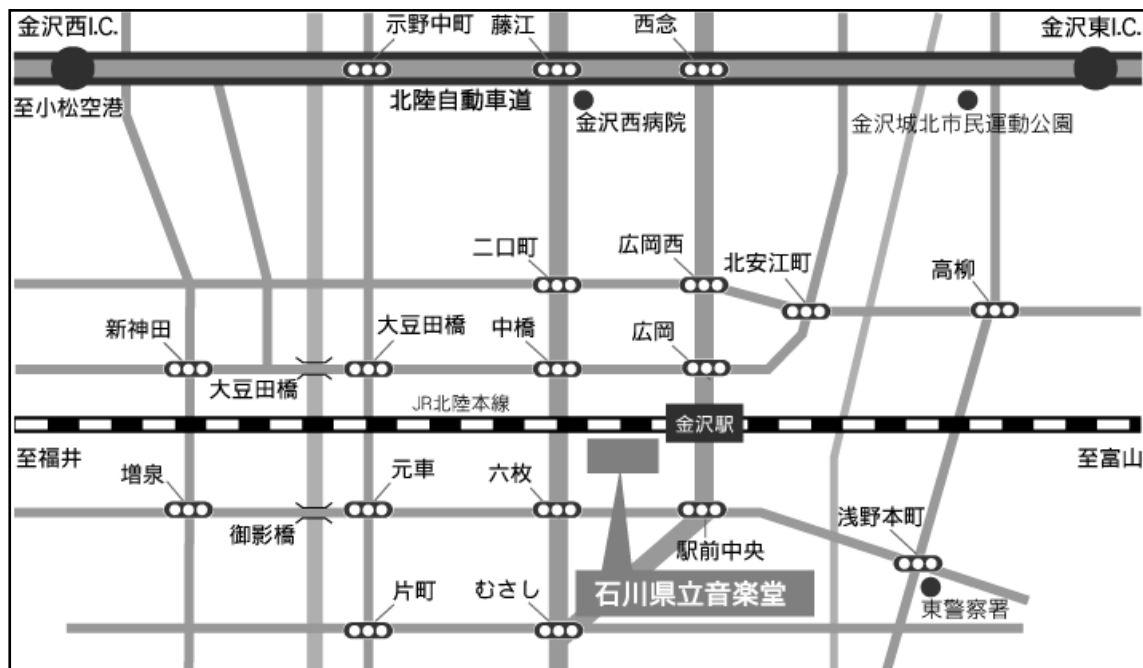 金沢西I.C.
示野中町
藤江
西念
金沢東I.C.
至小松空港
北陸自動車道
金沢西病院
金沢城北市民運動公園
二口町
広岡西
北安江町
高柳
新神田
大豆田橋
中橋
広岡
大豆田橋
JR北陸本線
金沢駅
至福井
至富山
増泉
元車
六枚
御影橋
駅前中央
浅野本町
片町
むさし
石川県立音楽堂
東警察署